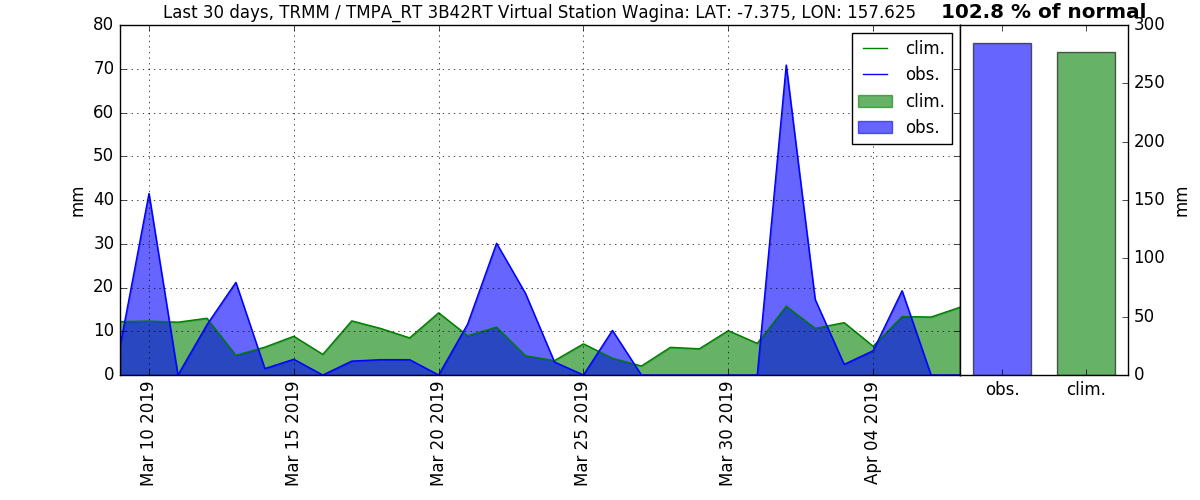 Last 30 days, TRMM / TMPA_RT 3B42RT Virtual Station Wagina: LAT: -7.375, LON: 157.625
102.8 % of normal
80
70
60
50
40
30
20
10
0
mm
clim.
obs.
clim.
obs.
Mar 10 2019
Mar 15 2019
Mar 20 2019
Mar 25 2019
Mar 30 2019
Apr 04 2019
300
250
200
150
100
50
0
mm
obs.
clim.